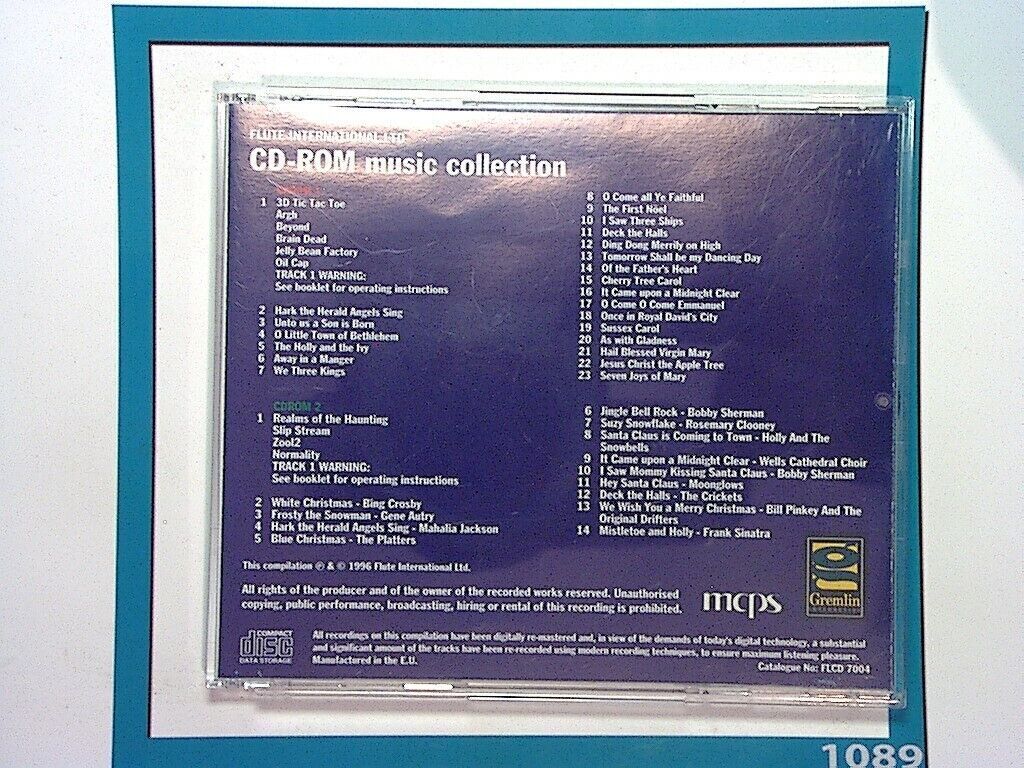 FLUTE INTERNATIONAL LTD
CD-ROM music collection
CDROM 1
1 3D Tic Tac Toe
Argh
Beyond
Brain Dead
Jelly Bean Factory
Oil Cap
TRACK 1 WARNING:
See booklet for operating instructions
2 Hark the Herald Angels Sing
3 Unto us a Son is Born
4 O Little Town of Bethlehem
5 The Holly and the Ivy
6 Away in a Manger
7 We Three Kings
8 O Come all Ye Faithful
9 The First Nöel
10 I Saw Three Ships
11 Deck the Halls
12 Ding Dong Merrily on High
13 Tomorrow Shall be my Dancing Day
14 Of the Father's Heart
15 Cherry Tree Carol
16 It Came upon a Midnight Clear
17 O Come O Come Emmanuel
18 Once in Royal David's City
19 Sussex Carol
20 As with Gladness
21 Hail Blessed Virgin Mary
22 Jesus Christ the Apple Tree
23 Seven Joys of Mary
CDROM 2
1 Realms of the Haunting
Slip Stream
Zool2
Normality
TRACK 1 WARNING:
See booklet for operating instructions
2 White Christmas - Bing Crosby
3 Frosty the Snowman - Gene Autry
4 Hark the Herald Angels Sing - Mahalia Jackson
5 Blue Christmas - The Platters
6 Jingle Bell Rock - Bobby Sherman
7 Suzy Snowflake - Rosemary Clooney
8 Santa Claus is Coming to Town - Holly And The
Snowbells
9 It Came upon a Midnight Clear - Wells Cathedral Choir
10 I Saw Mommy Kissing Santa Claus - Bobby Sherman
11 Hey Santa Claus - Moonglows
12 Deck the Halls - The Crickets
13 We Wish You a Merry Christmas - Bill Pinkey And The
Original Drifters
14 Mistletoe and Holly - Frank Sinatra
This compilation ℗ & © 1996 Flute International Ltd.
All rights of the producer and of the owner of the recorded works reserved. Unauthorised
copying, public performance, broadcasting, hiring or rental of this recording is prohibited.
mcps
Gremlin
INTERACTIVE
COMPACT
disc
DATA STORAGE
All recordings on this compilation have been digitally re-mastered and, in view of the demands of today's digital technology, a substantial
and significant amount of the tracks have been re-recorded using modern recording techniques, to ensure maximum listening pleasure.
Manufactured in the E.U.
Catalogue No: FLCD 7004
1089